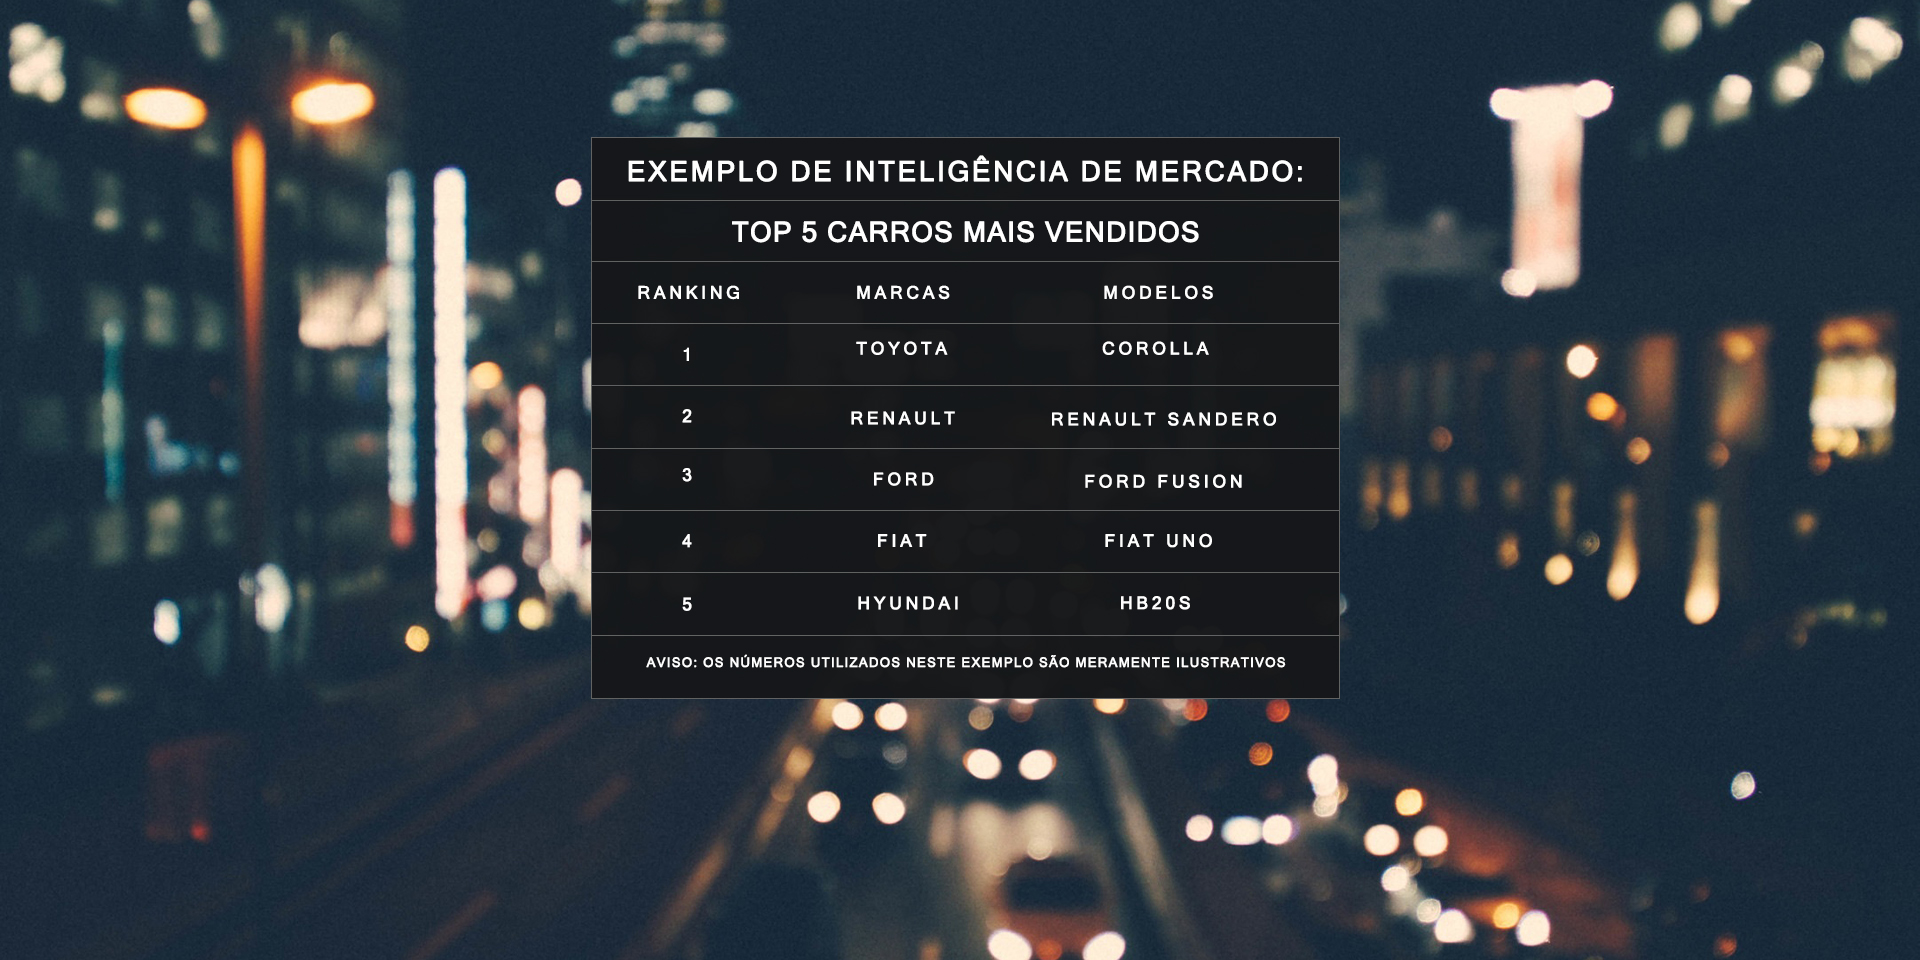 EXEMPLO DE INTELIGÊNCIA DE MERCADO:
TOP 5 CARROS MAIS VENDIDOS
RANKING MARCAS MODELOS
1 TOYOTA COROLLA
2 RENAULT RENAULT SANDERO
3 FORD FORD FUSION
4 FIAT FIAT UNO
5 HYUNDAI HB20S
AVISO: OS NÚMEROS UTILIZADOS NESTE EXEMPLO SÃO MERAMENTE ILUSTRATIVOS